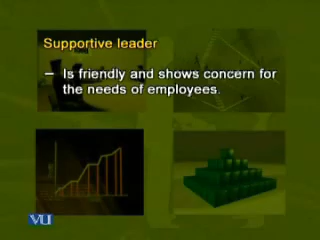 Supportive leader
– Is friendly and shows concern for
the needs of employees.
VU